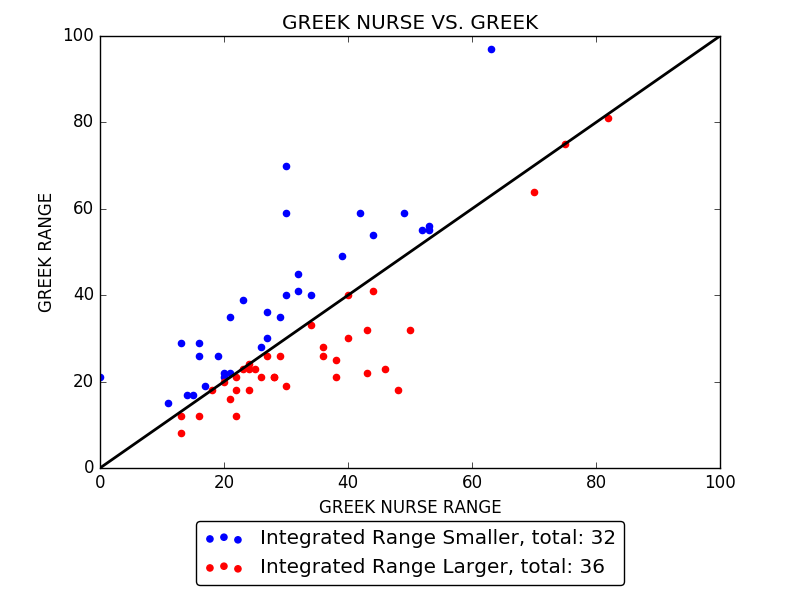 GREEK NURSE VS. GREEK
100
80
60
40
20
0
GREEK RANGE
0 20 40 60 80 100
GREEK NURSE RANGE
Integrated Range Smaller, total: 32
Integrated Range Larger, total: 36